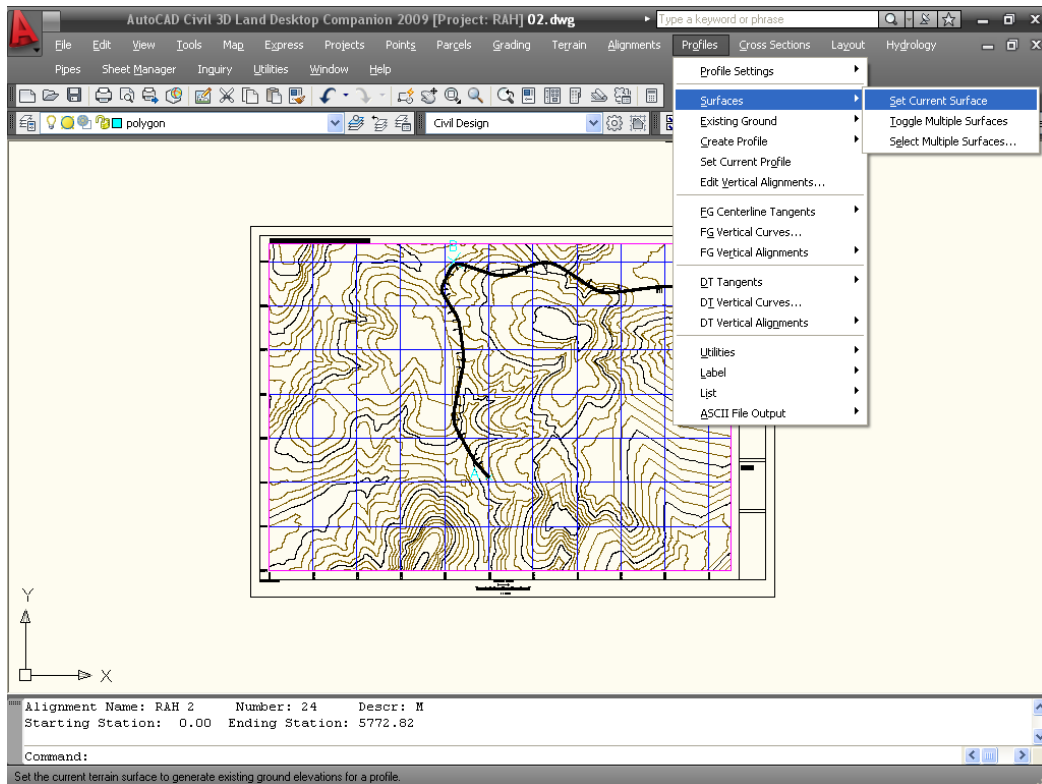 AutoCAD Civil 3D Land Desktop Companion 2009 [Project: RAH] 02.dwg Type a keyword or phrase
File Edit View Tools Map Express Projects Points Parcels Grading Terrain Alignments Profiles Cross Sections Layout Hydrology
Pipes Sheet Manager Inquiry Utilities Window Help
polygon Civil Design
Profile Settings
Surfaces
Existing Ground
Create Profile
Set Current Profile
Edit Vertical Alignments...
FG Centerline Tangents
FG Vertical Curves...
FG Vertical Alignments
DT Tangents
DT Vertical Curves...
DT Vertical Alignments
Utilities
Label
List
ASCII File Output
Set Current Surface
Toggle Multiple Surfaces
Select Multiple Surfaces...
B
A
Y
X
Alignment Name: RAH 2 Number: 24 Descr: M
Starting Station: 0.00 Ending Station: 5772.82
Command:
Set the current terrain surface to generate existing ground elevations for a profile.